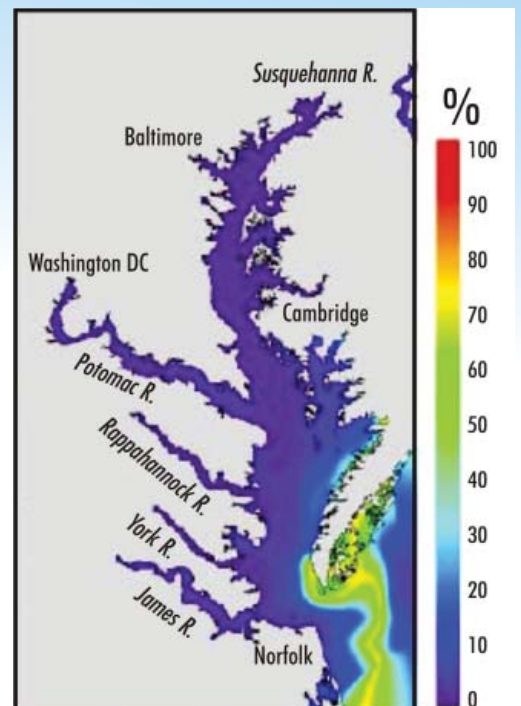 Susquehanna R.
Baltimore
Washington DC
Cambridge
Potomac R.
Rappahannock R.
York R.
James R.
Norfolk
%
100
90
80
70
60
50
40
30
20
10
0